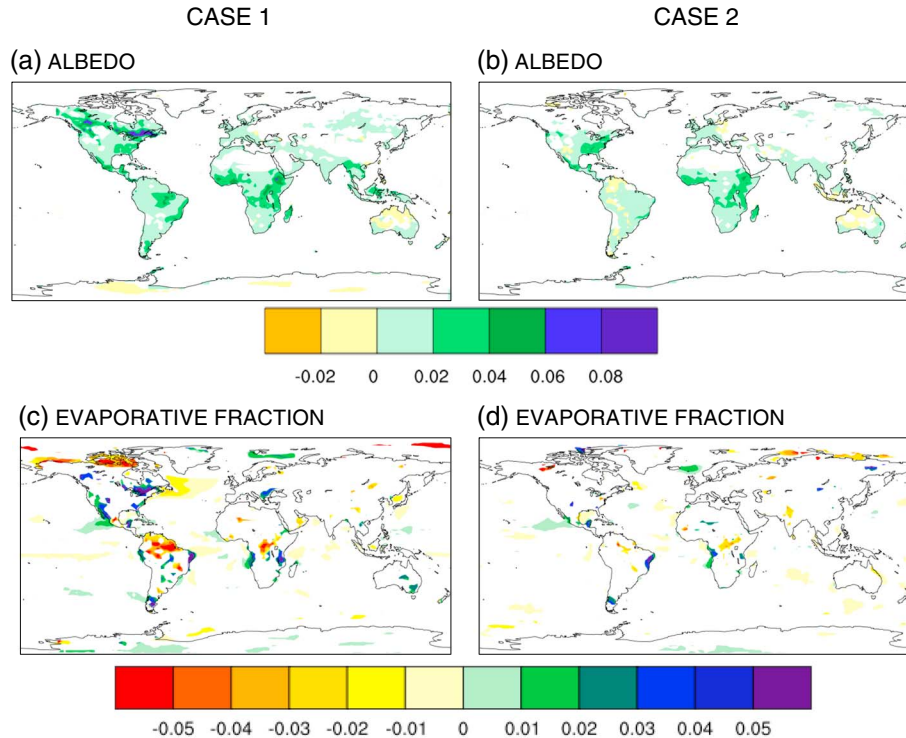 CASE 1 CASE 2
(a) ALBEDO (b) ALBEDO
-0.02 0 0.02 0.04 0.06 0.08
(c) EVAPORATIVE FRACTION (d) EVAPORATIVE FRACTION
-0.05 -0.04 -0.03 -0.02 -0.01 0 0.01 0.02 0.03 0.04 0.05